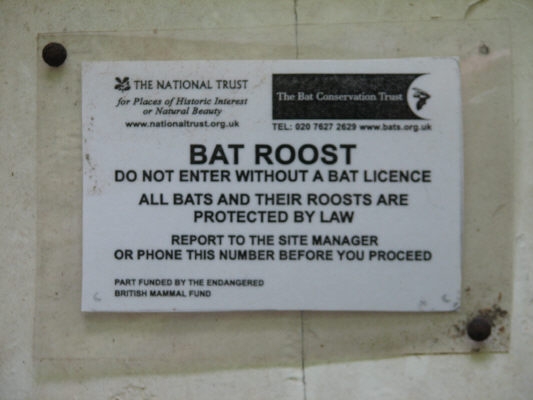 THE NATIONAL TRUST
for Places of Historic Interest
or Natural Beauty
www.nationaltrust.org.uk
The Bat Conservation Trust
TEL: 020 7627 2629 www.bats.org.uk
BAT ROOST
DO NOT ENTER WITHOUT A BAT LICENCE
ALL BATS AND THEIR ROOSTS ARE
PROTECTED BY LAW
REPORT TO THE SITE MANAGER
OR PHONE THIS NUMBER BEFORE YOU PROCEED
PART FUNDED BY THE ENDANGERED
BRITISH MAMMAL FUND